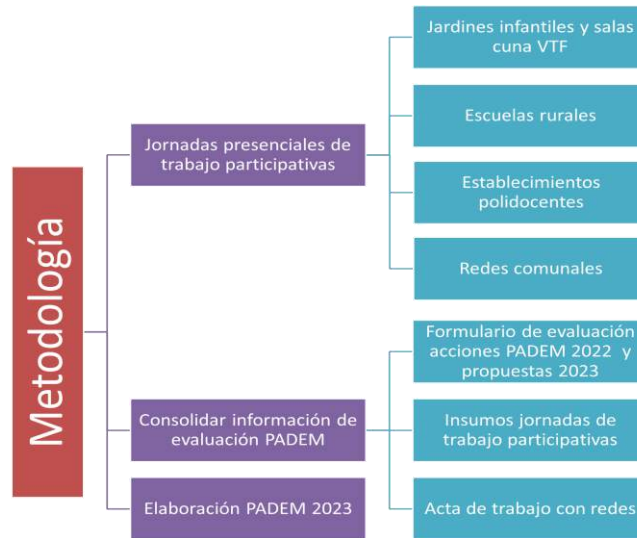 Metodología
Jornadas presenciales de
trabajo participativas
Jardines infantiles y salas
cuna VTF
Escuelas rurales
Establecimientos
polidocentes
Redes comunales
Consolidar información de
evaluación PADEM
Formulario de evaluación
acciones PADEM 2022 y
propuestas 2023
Insumos jornadas de
trabajo participativas
Acta de trabajo con redes
Elaboración PADEM 2023